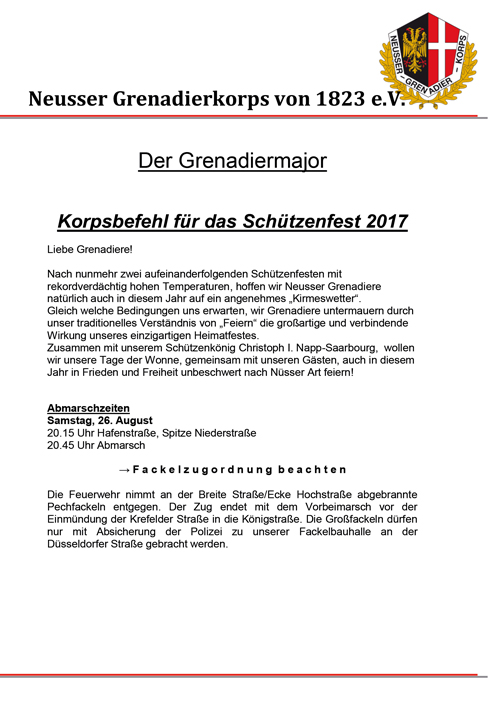 NEUSSER - GRENADIER - KORPS
Neusser Grenadierkorps von 1823 e.V.
Der Grenadiermajor
Korpsbefehl für das Schützenfest 2017
Liebe Grenadiere!
Nach nunmehr zwei aufeinanderfolgenden Schützenfesten mit
rekordverdächtig hohen Temperaturen, hoffen wir Neusser Grenadiere
natürlich auch in diesem Jahr auf ein angenehmes „Kirmeswetter“.
Gleich welche Bedingungen uns erwarten, wir Grenadiere untermauern durch
unser traditionelles Verständnis von „Feiern“ die großartige und verbindende
Wirkung unseres einzigartigen Heimatfestes.
Zusammen mit unserem Schützenkönig Christoph I. Napp-Saarbourg, wollen
wir unsere Tage der Wonne, gemeinsam mit unseren Gästen, auch in diesem
Jahr in Frieden und Freiheit unbeschwert nach Nüsser Art feiern!
Abmarschzeiten
Samstag, 26. August
20.15 Uhr Hafenstraße, Spitze Niederstraße
20.45 Uhr Abmarsch
→ F a c k e l z u g o r d n u n g b e a c h t e n
Die Feuerwehr nimmt an der Breite Straße/Ecke Hochstraße abgebrannte
Pechfackeln entgegen. Der Zug endet mit dem Vorbeimarsch vor der
Einmündung der Krefelder Straße in die Königstraße. Die Großfackeln dürfen
nur mit Absicherung der Polizei zu unserer Fackelbauhalle an der
Düsseldorfer Straße gebracht werden.